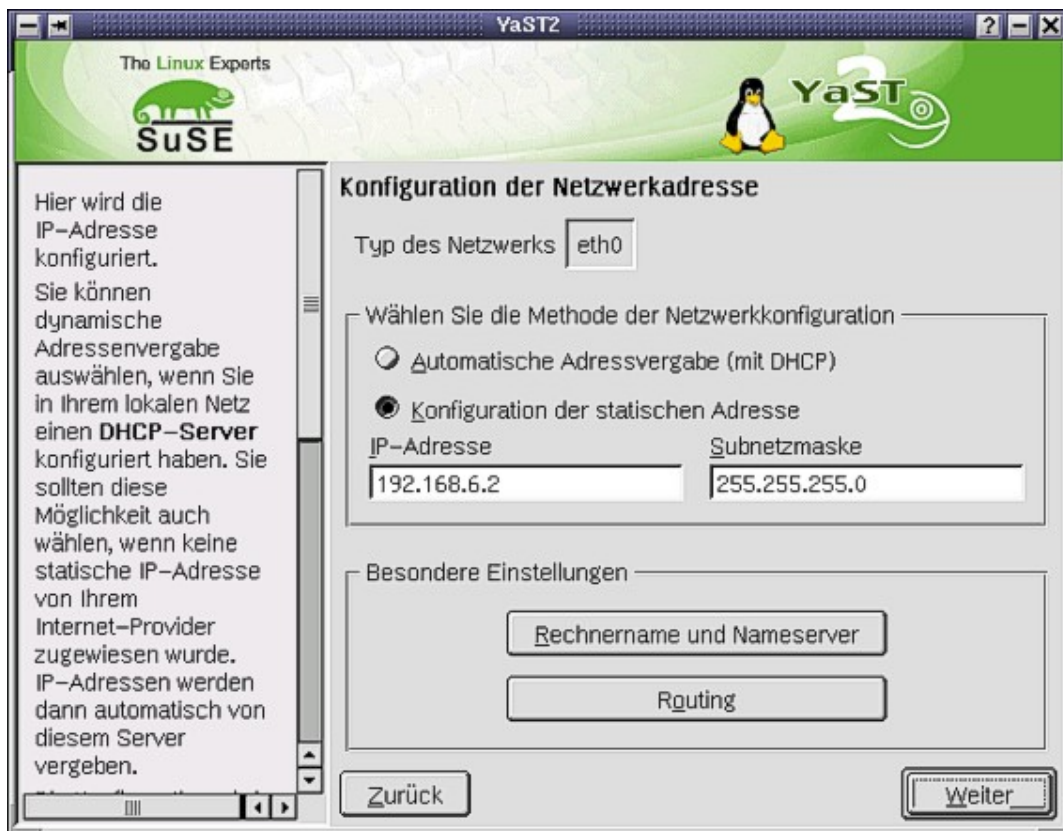 YaST2
The Linux Experts
SuSE
YaST
2
Hier wird die
IP-Adresse
konfiguriert.
Sie können
dynamische
Adressenvergabe
auswählen, wenn Sie
in Ihrem lokalen Netz
einen DHCP-Server
konfiguriert haben. Sie
sollten diese
Möglichkeit auch
wählen, wenn keine
statische IP-Adresse
von Ihrem
Internet-Provider
zugewiesen wurde.
IP-Adressen werden
dann automatisch von
diesem Server
vergeben.
Konfiguration der Netzwerkadresse
Typ des Netzwerks eth0
Wählen Sie die Methode der Netzwerkkonfiguration
Automatische Adressvergabe (mit DHCP)
Konfiguration der statischen Adresse
IP-Adresse Subnetzmaske
192.168.6.2 255.255.255.0
Besondere Einstellungen
Rechnername und Nameserver
Routing
Zurück Weiter